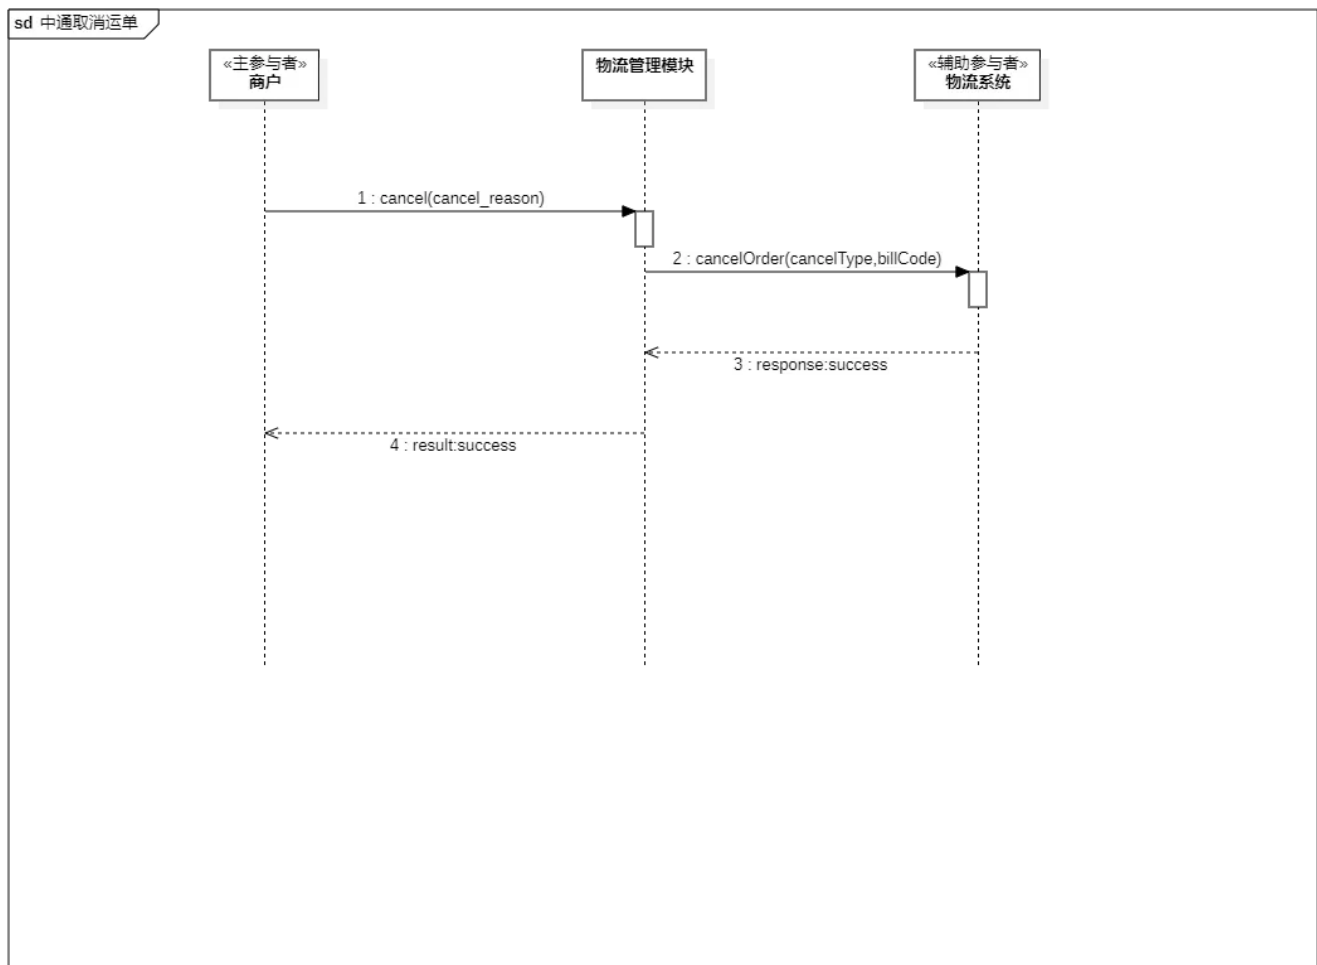 sd 中通取消运单
«主参与者»
商户
物流管理模块
«辅助参与者»
物流系统
1 : cancel(cancel_reason)
2 : cancelOrder(cancelType,billCode)
3 : response:success
4 : result:success